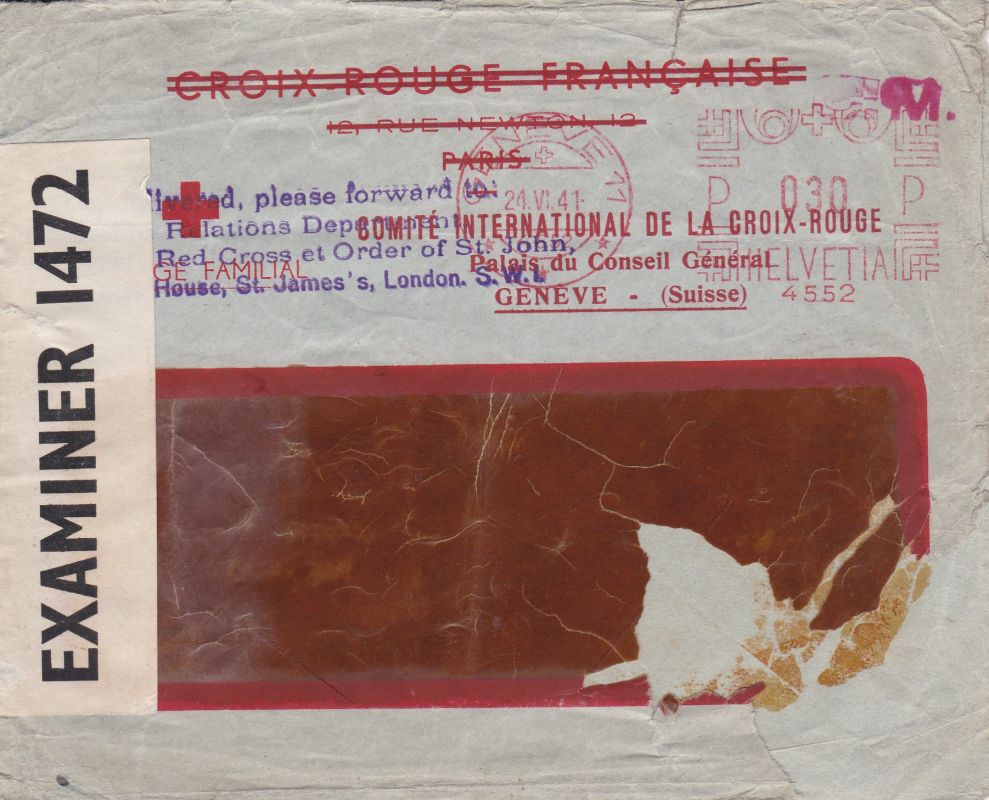 CROIX-ROUGE FRANÇAISE
12, RUE NEWTON, 12
PARIS
M.
GENÈVE 11
24.VI.41-
P 030 P
HELVETIA
4552
please forward to:
Relations Department
Red Cross et Order of St. John,
House, St. James's, London. S.W.1.
GE FAMILIAL
COMITÉ INTERNATIONAL DE LA CROIX-ROUGE
Palais du Conseil Général
GENÈVE - (Suisse)
EXAMINER 1472